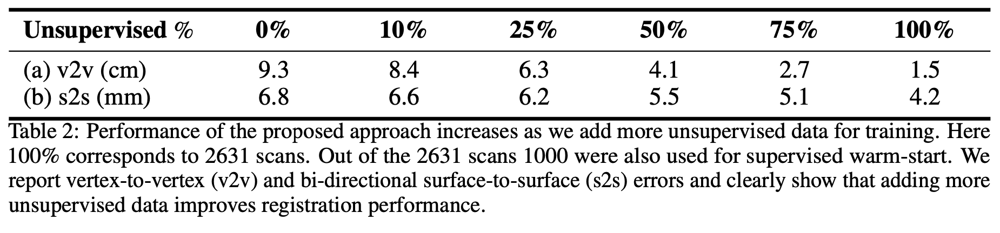 Unsupervised % 0% 10% 25% 50% 75% 100%
(a) v2v (cm) 9.3 8.4 6.3 4.1 2.7 1.5
(b) s2s (mm) 6.8 6.6 6.2 5.5 5.1 4.2
Table 2: Performance of the proposed approach increases as we add more unsupervised data for training. Here
100% corresponds to 2631 scans. Out of the 2631 scans 1000 were also used for supervised warm-start. We
report vertex-to-vertex (v2v) and bi-directional surface-to-surface (s2s) errors and clearly show that adding more
unsupervised data improves registration performance.